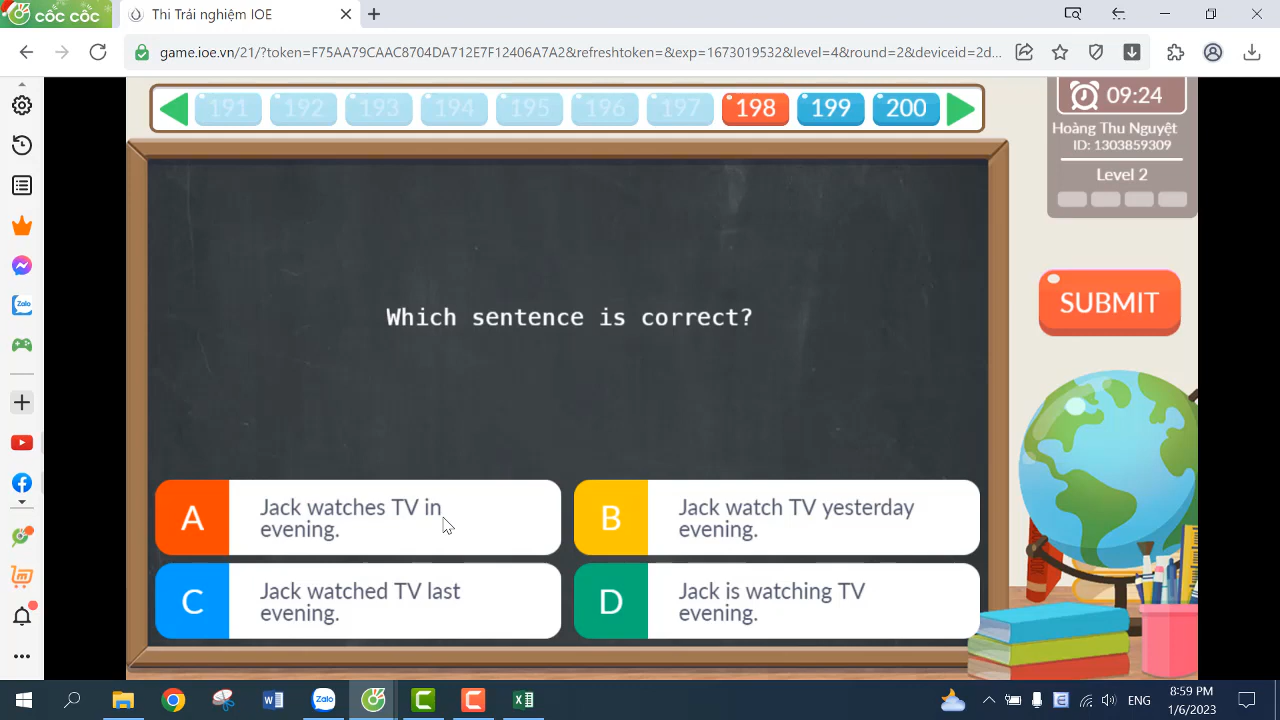 cốc cốc
Thi Trải nghiệm IOE
game.ioe.vn/21/?token=F75AA79CAAC8704DA712E7F12406A7A2&refreshtoken=&exp=1673019532&level=4&round=2&deviceid=2d...
191 192 193 194 195 196 197 198 199 200
09:24
Hoàng Thu Nguyệt
ID: 1303859309
Level 2
SUBMIT
Which sentence is correct?
A Jack watches TV in
evening.
B Jack watch TV yesterday
evening.
C Jack watched TV last
evening.
D Jack is watching TV
evening.
Zalo
ENG
8:59 PM
1/6/2023